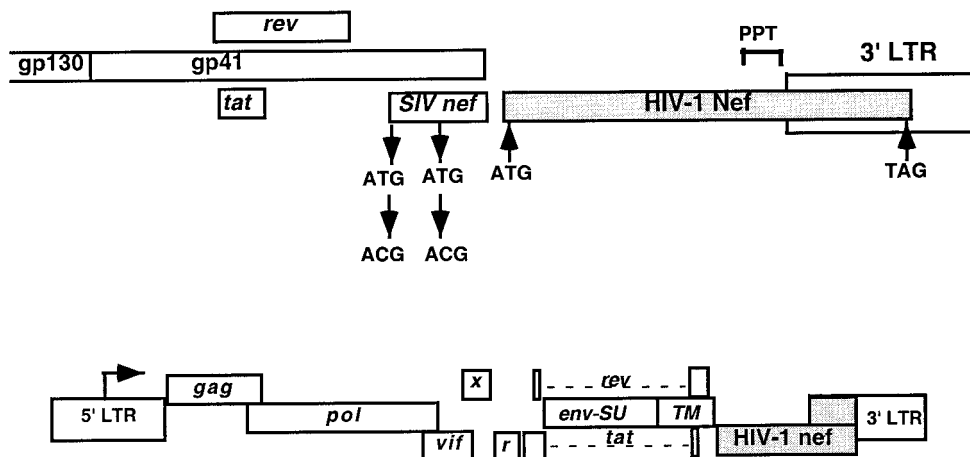 rev
PPT
gp130 gp41 3' LTR
tat SIV nef HIV-1 Nef
ATG ATG ATG TAG
ACG ACG
x rev
gag
5' LTR pol env-SU TM 3' LTR
vif r tat HIV-1 nef